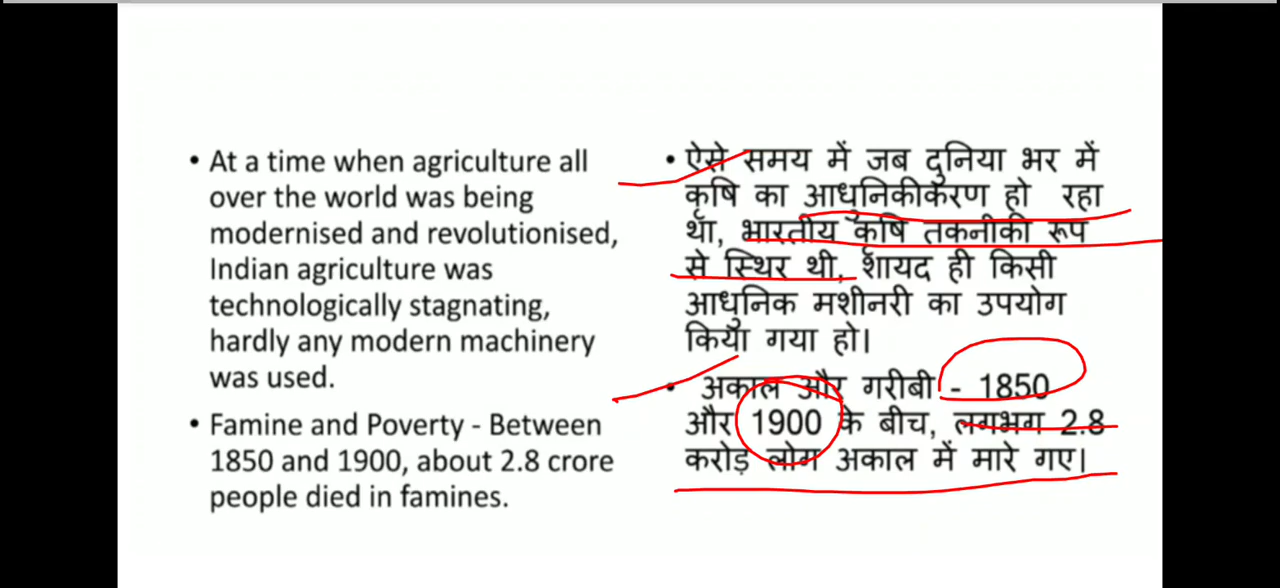 • At a time when agriculture all
over the world was being
modernised and revolutionised,
Indian agriculture was
technologically stagnating,
hardly any modern machinery
was used.
• Famine and Poverty - Between
1850 and 1900, about 2.8 crore
people died in famines.
• ऐसे समय में जब दुनिया भर में
कृषि का आधुनिकीकरण हो रहा
था, भारतीय कृषि तकनीकी रूप
से स्थिर थी, शायद ही किसी
आधुनिक मशीनरी का उपयोग
किया गया हो।
• अकाल और गरीबी - 1850
और 1900 के बीच, लगभग 2.8
करोड़ लोग अकाल में मारे गए।